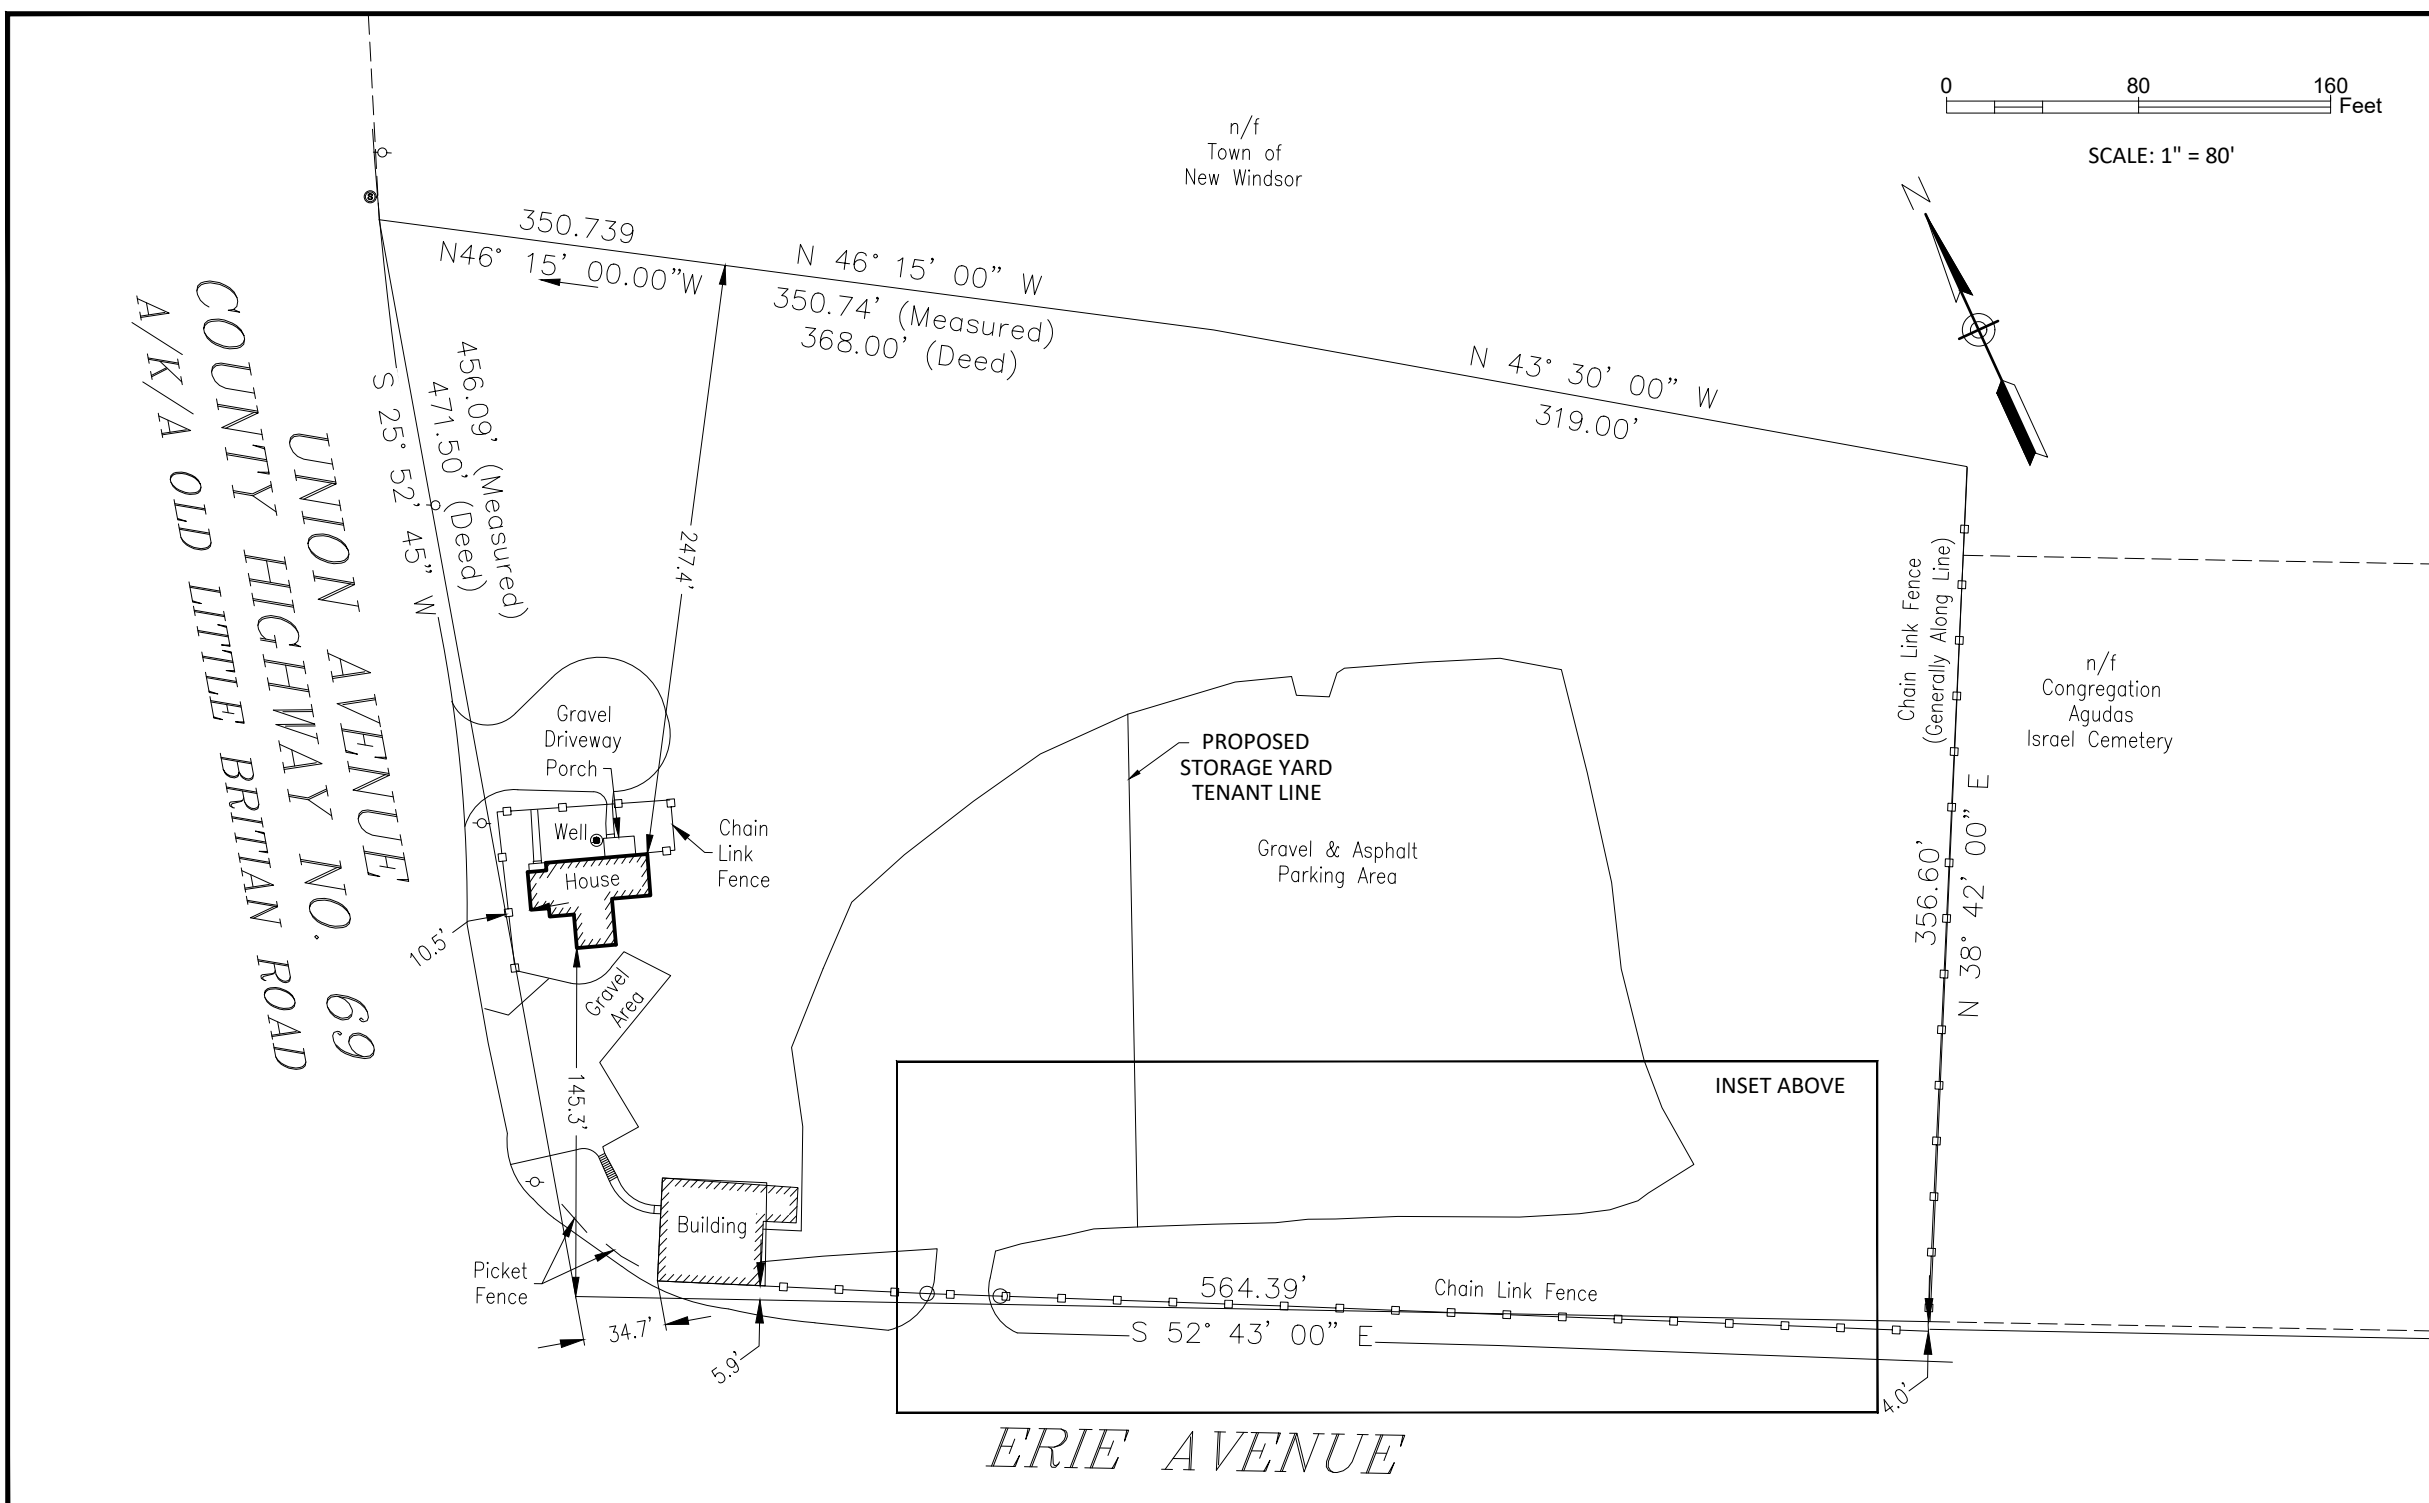 0 80 160
Feet
SCALE: 1" = 80'
N
n/f
Town of
New Windsor
350.739
N46° 15' 00.00"W
N 46° 15' 00" W
350.74' (Measured)
368.00' (Deed)
N 43° 30' 00" W
319.00'
S
456.09' (Measured)
471.50' (Deed)
S 25° 52' 45" W
UNION AVENUE
COUNTY HIGHWAY NO. 69
A/K/A OLD LITTLE BRITIAN ROAD
247.4'
Chain Link Fence
(Generally Along Line)
n/f
Congregation
Agudas
Israel Cemetery
356.60'
N 38° 42' 00" E
Gravel
Driveway
Porch
Well
House
Chain
Link
Fence
10.5'
Gravel
Area
145.3'
PROPOSED
STORAGE YARD
TENANT LINE
Gravel & Asphalt
Parking Area
INSET ABOVE
Building
Picket
Fence
34.7'
5.9'
564.39'
Chain Link Fence
S 52° 43' 00" E
4.0'
ERIE AVENUE